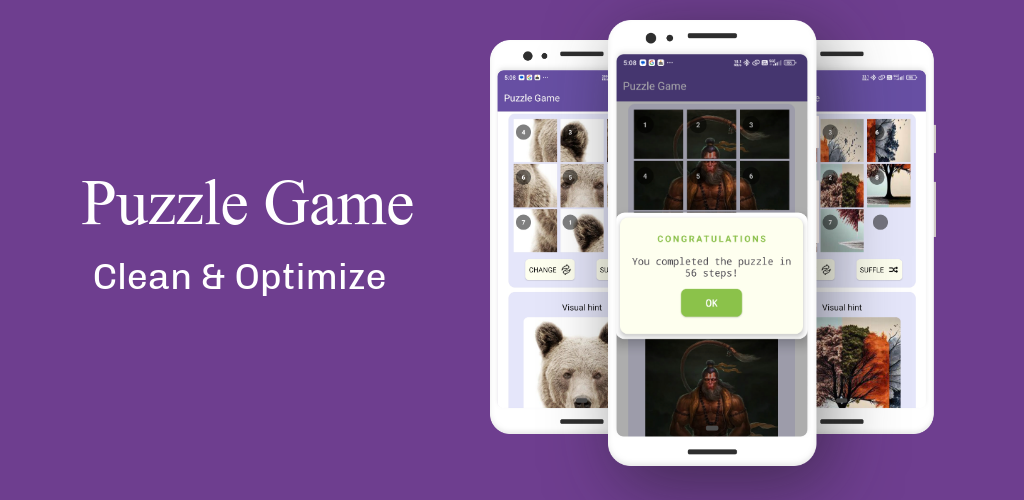 Puzzle Game
Clean & Optimize
5:08
Puzzle Game
4
3
6
5
7
1
CHANGE
SU
Visual hint
5:08
Puzzle Game
1
2
3
4
5
6
CONGRATULATIONS
You completed the puzzle in
56 steps!
OK
e
3
6
2
8
7
SUFFLE
Visual hint